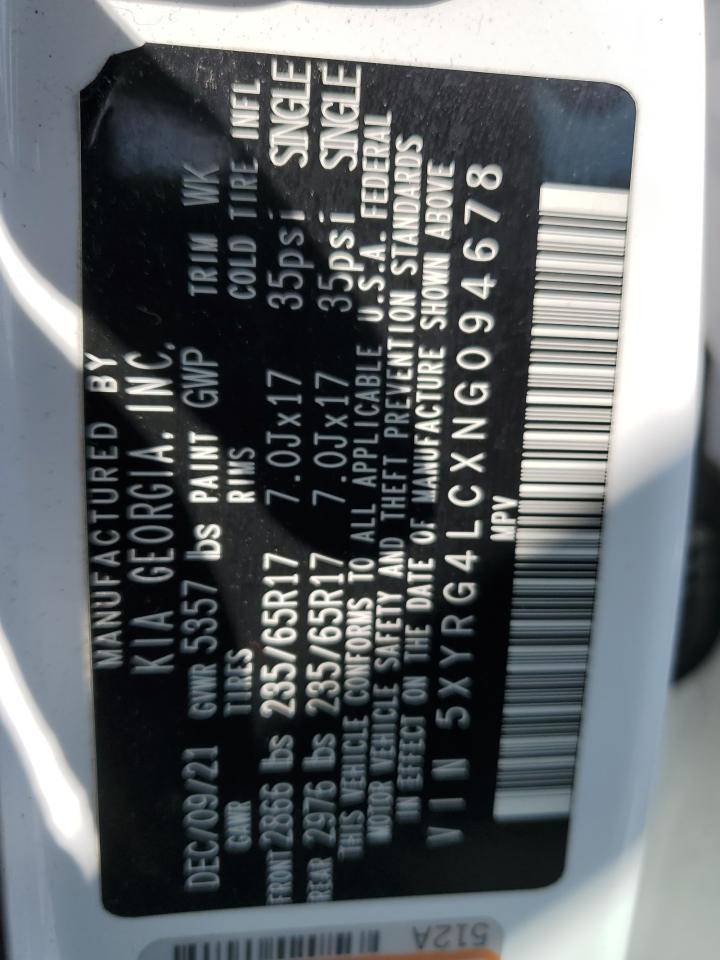 MANUFACTURED BY
KIA GEORGIA, INC.
DEC/09/21 GVWR 5357 lbs PAINT GWP TRIM WK
GAWR TIRES RIMS COLD TIRE INFL
FRONT 2866 lbs 235/65R17 7.0Jx17 35psi SINGLE
REAR 2976 lbs 235/65R17 7.0Jx17 35psi SINGLE
THIS VEHICLE CONFORMS TO ALL APPLICABLE U.S.A. FEDERAL
MOTOR VEHICLE SAFETY AND THEFT PREVENTION STANDARDS
IN EFFECT ON THE DATE OF MANUFACTURE SHOWN ABOVE
VIN 5XYRG4LCXNG094678
MPV
512A